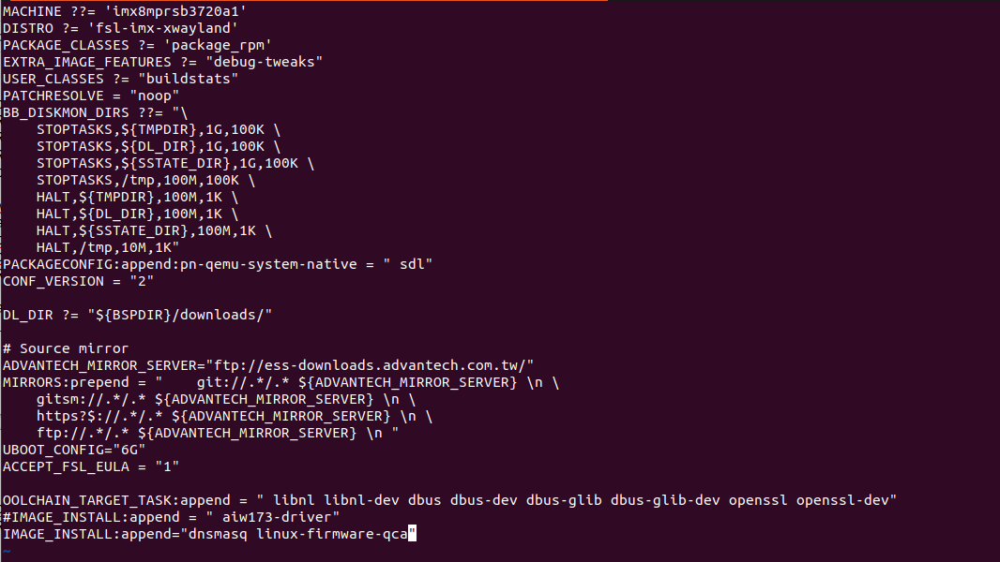 MACHINE ??= 'imx8mprsb3720a1'
DISTRO ?= 'fsl-imx-xwayland'
PACKAGE_CLASSES ?= 'package_rpm'
EXTRA_IMAGE_FEATURES ?= "debug-tweaks"
USER_CLASSES ?= "buildstats"
PATCHRESOLVE = "noop"
BB_DISKMON_DIRS ??= "\
    STOPTASKS,${TMPDIR},1G,100K \
    STOPTASKS,${DL_DIR},1G,100K \
    STOPTASKS,${SSTATE_DIR},1G,100K \
    STOPTASKS,/tmp,100M,100K \
    HALT,${TMPDIR},100M,1K \
    HALT,${DL_DIR},100M,1K \
    HALT,${SSTATE_DIR},100M,1K \
    HALT,/tmp,10M,1K"
PACKAGECONFIG:append:pn-qemu-system-native = " sdl"
CONF_VERSION = "2"
DL_DIR ?= "${BSPDIR}/downloads/"
# Source mirror
ADVANTECH_MIRROR_SERVER="ftp://ess-downloads.advantech.com.tw/"
MIRRORS:prepend = "    git://.*/.* ${ADVANTECH_MIRROR_SERVER} \n \
    gitsm://.*/.* ${ADVANTECH_MIRROR_SERVER} \n \
    https?$://.*/.* ${ADVANTECH_MIRROR_SERVER} \n \
    ftp://.*/.* ${ADVANTECH_MIRROR_SERVER} \n "
UBOOT_CONFIG="6G"
ACCEPT_FSL_EULA = "1"
OOLCHAIN_TARGET_TASK:append = " libnl libnl-dev dbus dbus-dev dbus-glib dbus-glib-dev openssl openssl-dev"
#IMAGE_INSTALL:append = " aiw173-driver"
IMAGE_INSTALL:append="dnsmasq linux-firmware-qca"
~